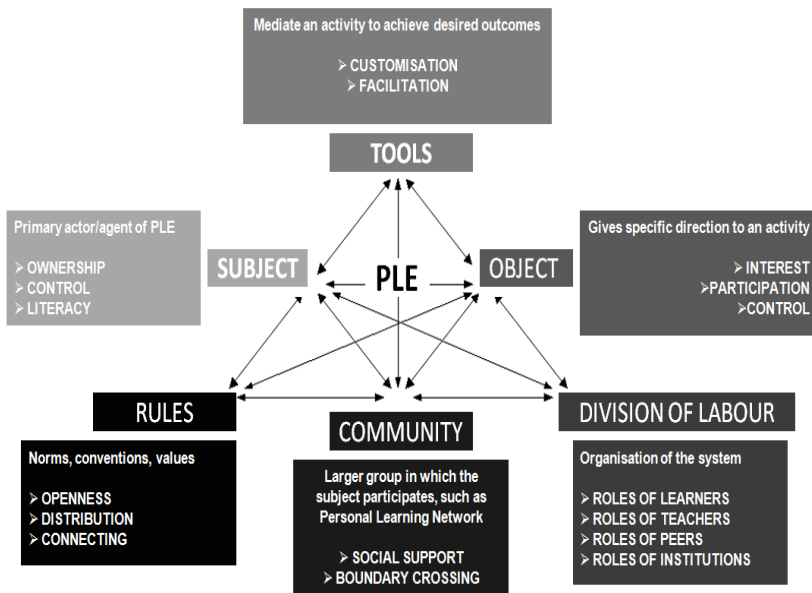 Mediate an activity to achieve desired outcomes
➢ CUSTOMISATION
➢ FACILITATION
TOOLS
Primary actor/agent of PLE
➢ OWNERSHIP
➢ CONTROL
➢ LITERACY
SUBJECT
PLE
OBJECT
Gives specific direction to an activity
➢ INTEREST
➢PARTICIPATION
➢CONTROL
RULES
Norms, conventions, values
➢ OPENNESS
➢ DISTRIBUTION
➢ CONNECTING
COMMUNITY
Larger group in which the
subject participates, such as
Personal Learning Network
➢ SOCIAL SUPPORT
➢ BOUNDARY CROSSING
DIVISION OF LABOUR
Organisation of the system
➢ ROLES OF LEARNERS
➢ ROLES OF TEACHERS
➢ ROLES OF PEERS
➢ ROLES OF INSTITUTIONS